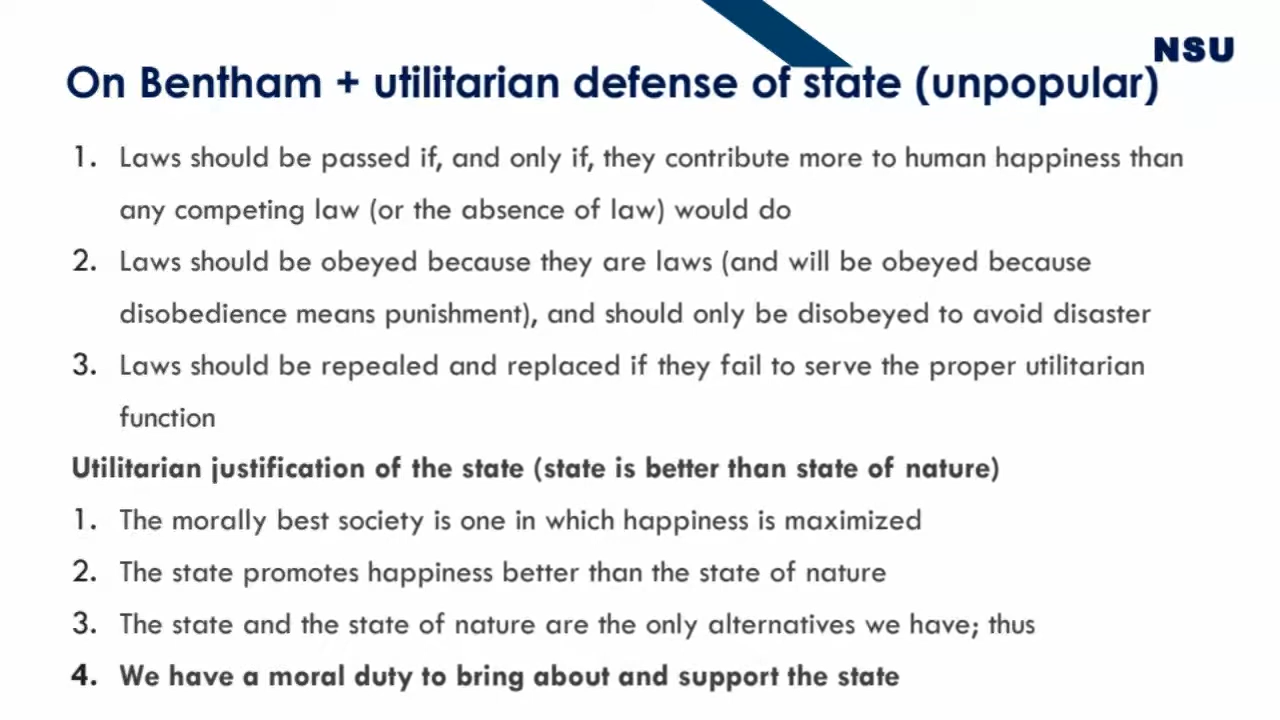 NSU
On Bentham + utilitarian defense of state (unpopular)
1. Laws should be passed if, and only if, they contribute more to human happiness than
any competing law (or the absence of law) would do
2. Laws should be obeyed because they are laws (and will be obeyed because
disobedience means punishment), and should only be disobeyed to avoid disaster
3. Laws should be repealed and replaced if they fail to serve the proper utilitarian
function
Utilitarian justification of the state (state is better than state of nature)
1. The morally best society is one in which happiness is maximized
2. The state promotes happiness better than the state of nature
3. The state and the state of nature are the only alternatives we have; thus
4. We have a moral duty to bring about and support the state